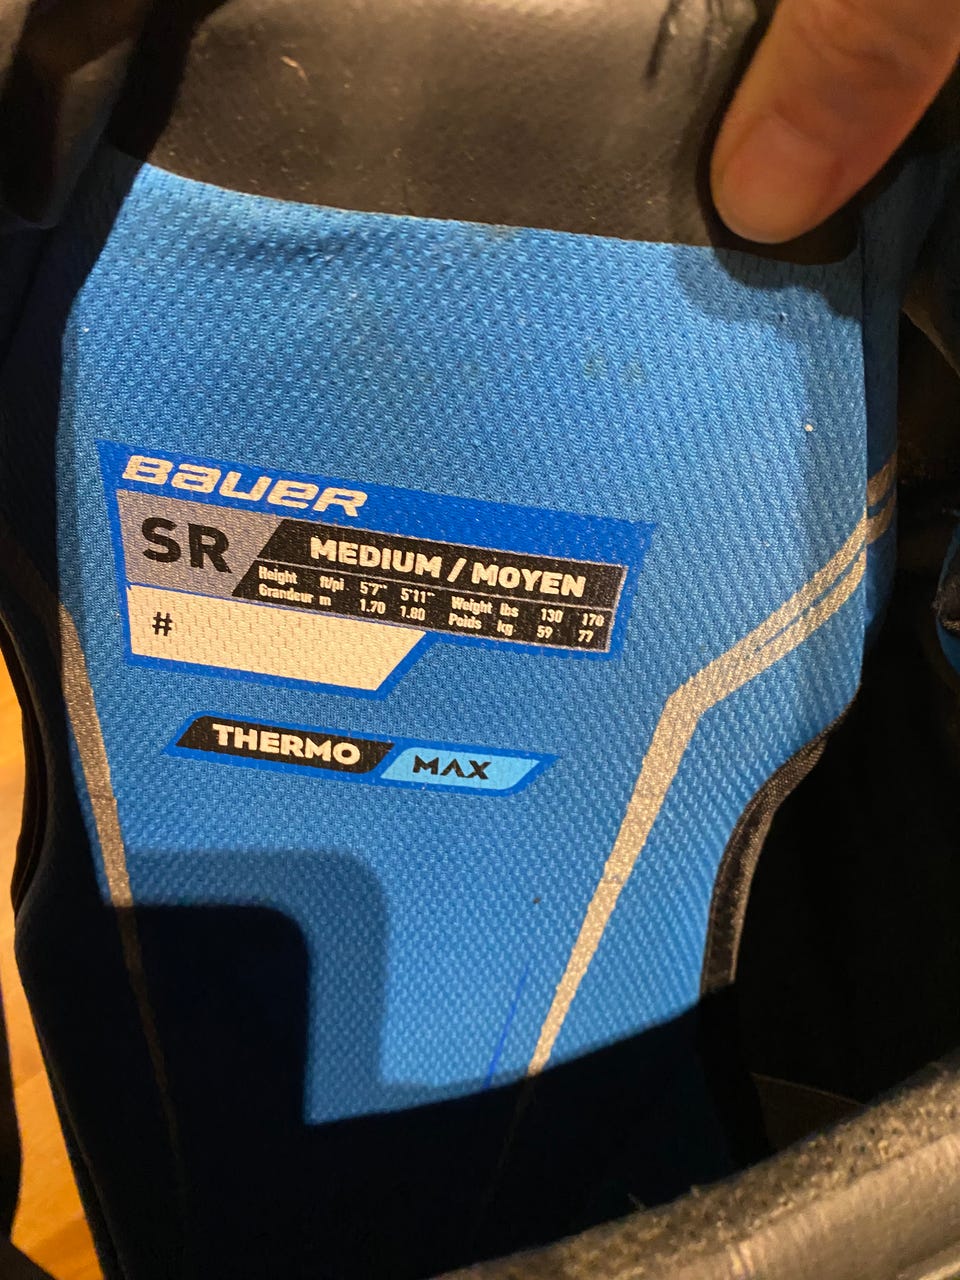 BAUER
SR
MEDIUM / MOYEN
Height ft/pi 5'7" 5'11" Weight lbs 130 170
Grandeur m 1.70 1.80 Poids kg 59 77
#
THERMO MAX